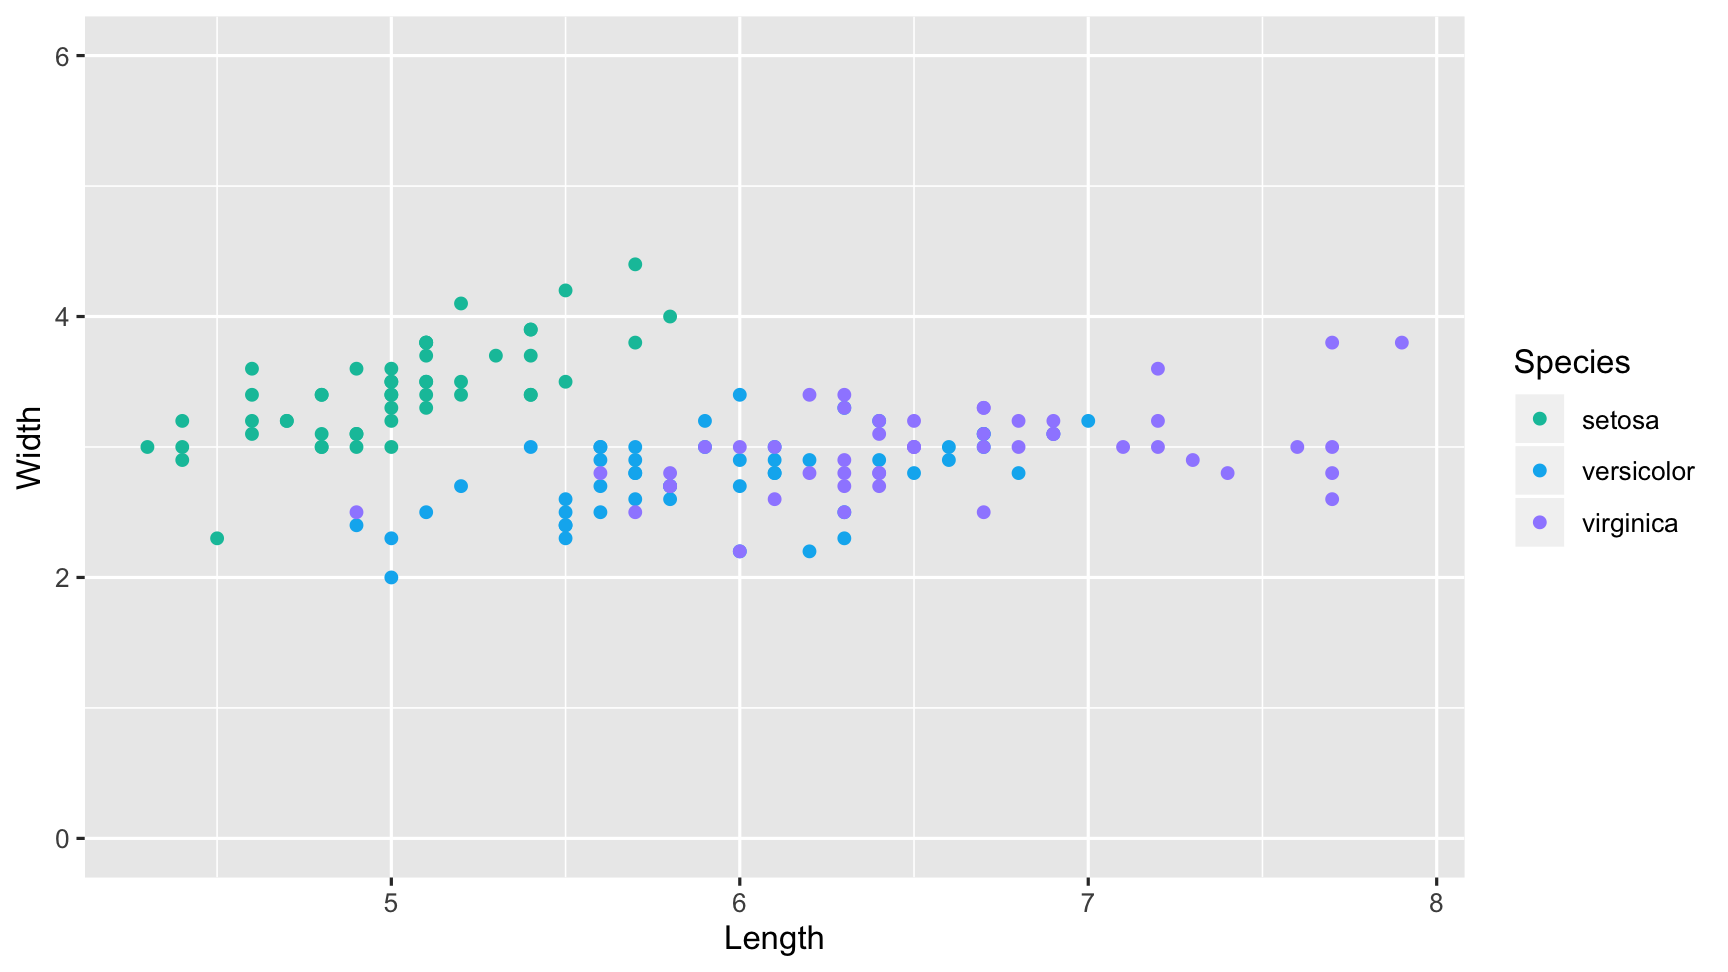 6
4
2
0
Width
5 6 7 8
Length
Species
setosa
versicolor
virginica